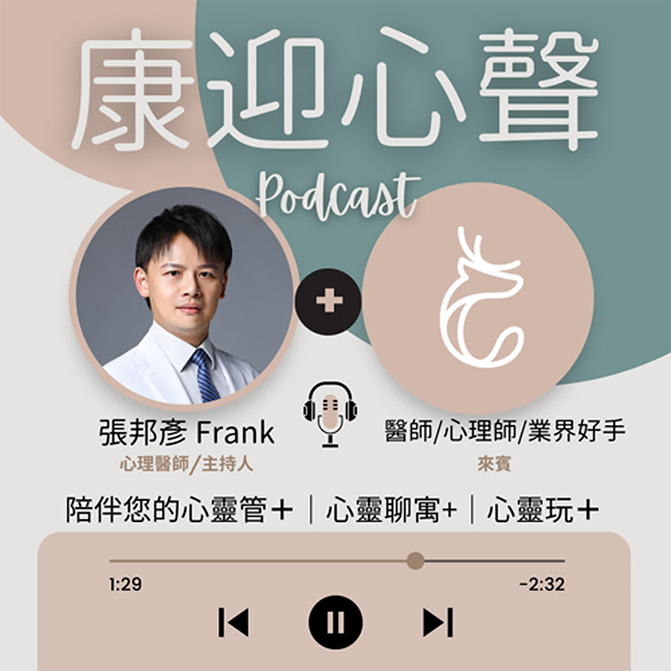 康迎心聲
Podcast
張邦彥 Frank
心理醫師/主持人
醫師/心理師/業界好手
來賓
陪伴您的心靈管+｜心靈聊寓+｜心靈玩+
1:29
-2:32